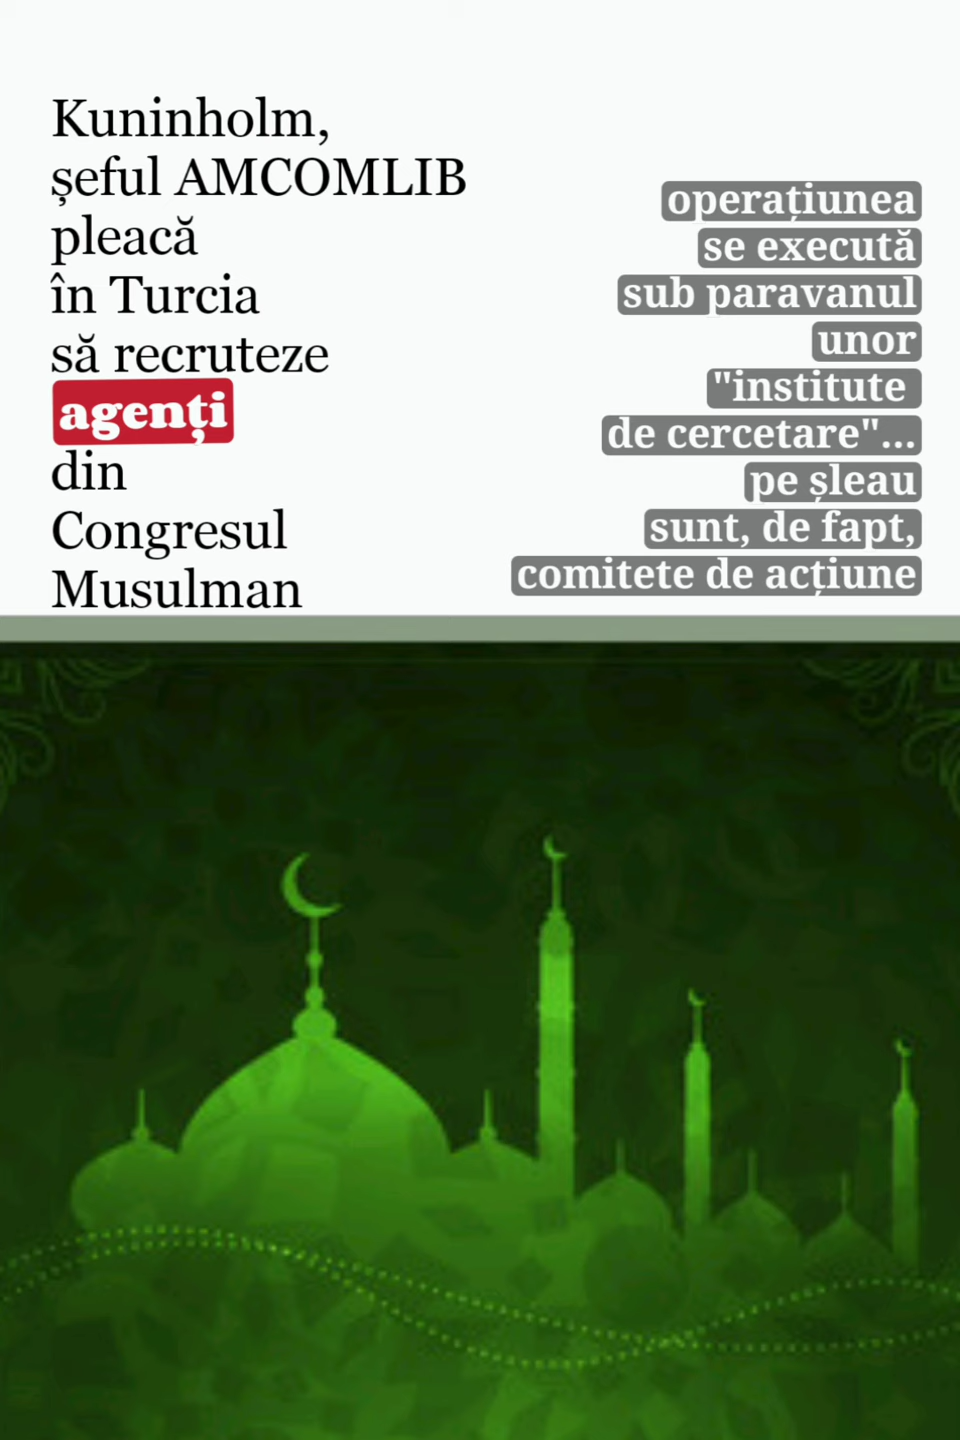 Kuninholm,
șeful AMCOMLIB
pleacă
în Turcia
să recruteze
agenți
din
Congresul
Musulman
operațiunea
se execută
sub paravanul
unor
"institute
de cercetare"...
pe șleau
sunt, de fapt,
comitete de acțiune